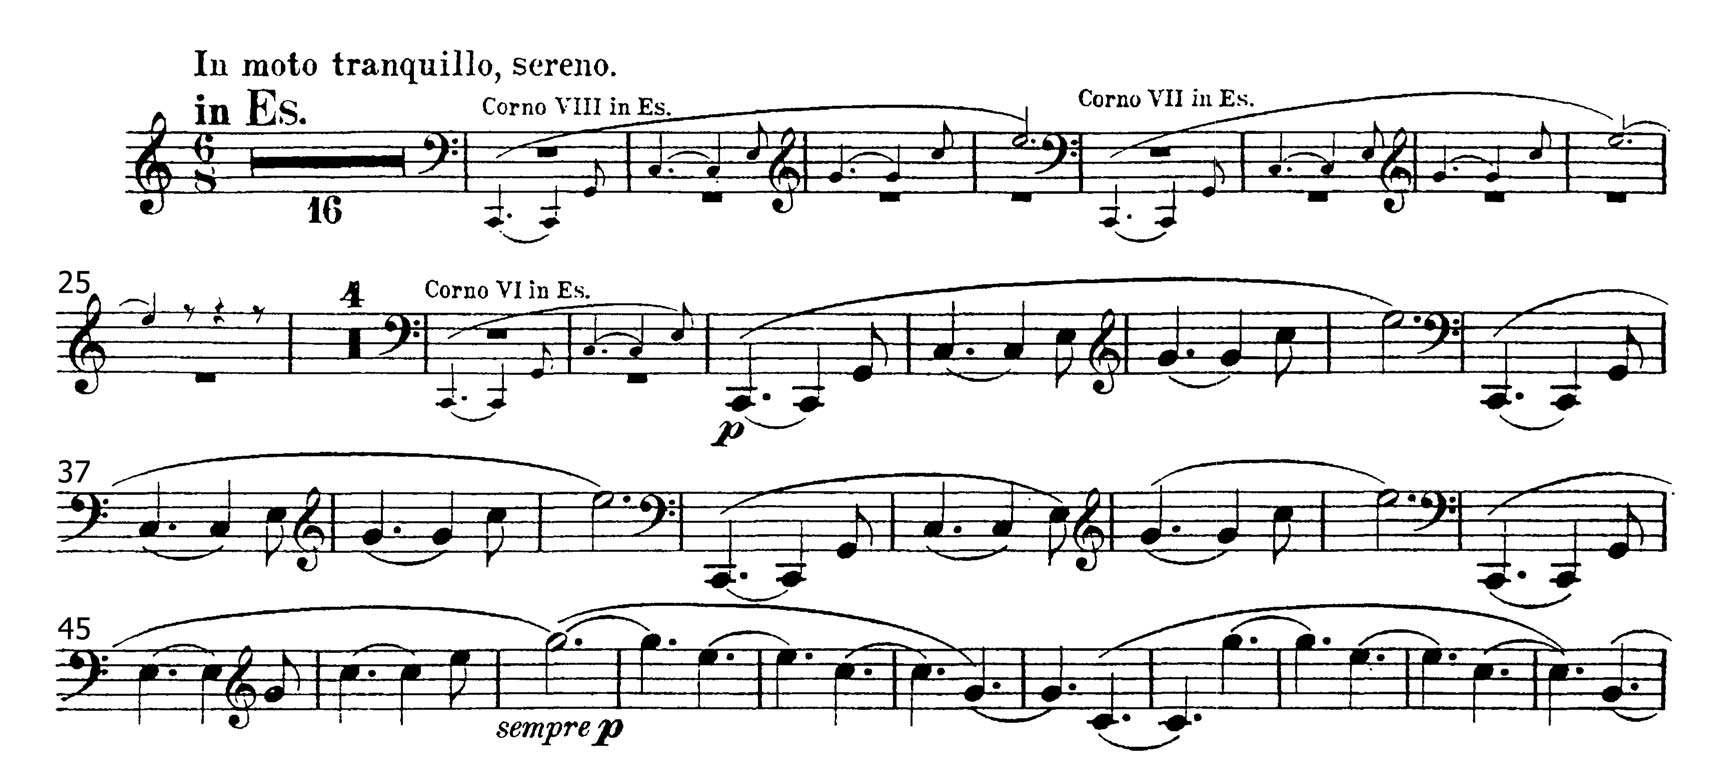 In moto tranquillo, sereno.
in Es.
Corno VIII in Es.
Corno VII in Es.
6
8
16
25
4
Corno VI in Es.
p
37
45
sempre p